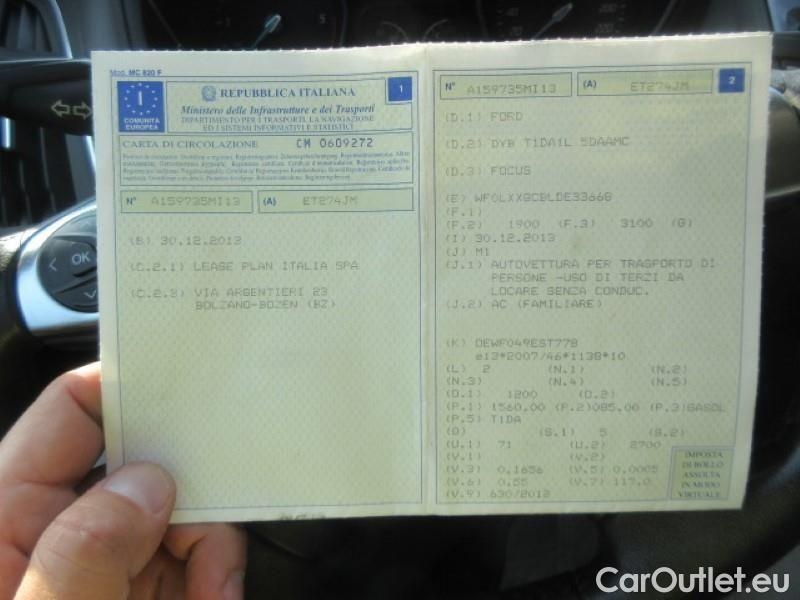 Mod. MC 820 F
I
COMUNITÀ
EUROPEA
REPUBBLICA ITALIANA
1
Ministero delle Infrastrutture e dei Trasporti
DIPARTIMENTO PER I TRASPORTI, LA NAVIGAZIONE
ED I SISTEMI INFORMATIVI E STATISTICI
CARTA DI CIRCOLAZIONE CM 0609272
N° A159735MI13 (A) ET274JM
(B) 30.12.2013
(C.2.1) LEASE PLAN ITALIA SPA
(C.2.3) VIA ARGENTIERI 23
BOLZANO-BOZEN (BZ)
N° A159735MI13 (A) ET274JM 2
(D.1) FORD
(D.2) DYB T1DA1L 5DAAMC
(D.3) FOCUS
(E) WF0LXXGCBLDE33668
(F.1)
(F.2) 1900 (F.3) 3100 (G)
(I) 30.12.2013
(J) M1
(J.1) AUTOVETTURA PER TRASPORTO DI
PERSONE -USO DI TERZI DA
LOCARE SENZA CONDUC.
(J.2) AC (FAMILIARE)
(K) OEWF049EST778
e13*2007/46*1138*10
(L) 2 (N.1) (N.2)
(N.3) (N.4) (N.5)
(O.1) 1200 (O.2)
(P.1) 1560.00 (P.2)085.00 (P.3)GASOL
(P.5) T1DA
(Q) (S.1) 5 (S.2)
(U.1) 71 (U.2) 2700
(V.1) (V.2)
(V.3) 0.1656 (V.5) 0.0005
(V.6) 0.55 (V.7) 117.0
(V.9) 630/2012
IMPOSTA
DI BOLLO
ASSOLTA
IN MODO
VIRTUALE
OK
CarOutlet.eu